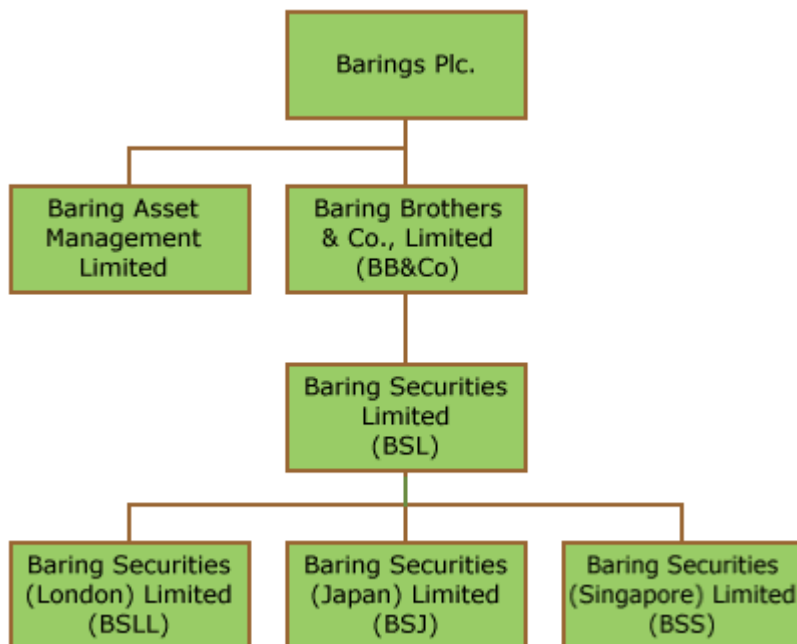 Barings Plc.
Baring Asset
Management
Limited
Baring Brothers
& Co., Limited
(BB&Co)
Baring Securities
Limited
(BSL)
Baring Securities
(London) Limited
(BSLL)
Baring Securities
(Japan) Limited
(BSJ)
Baring Securities
(Singapore) Limited
(BSS)